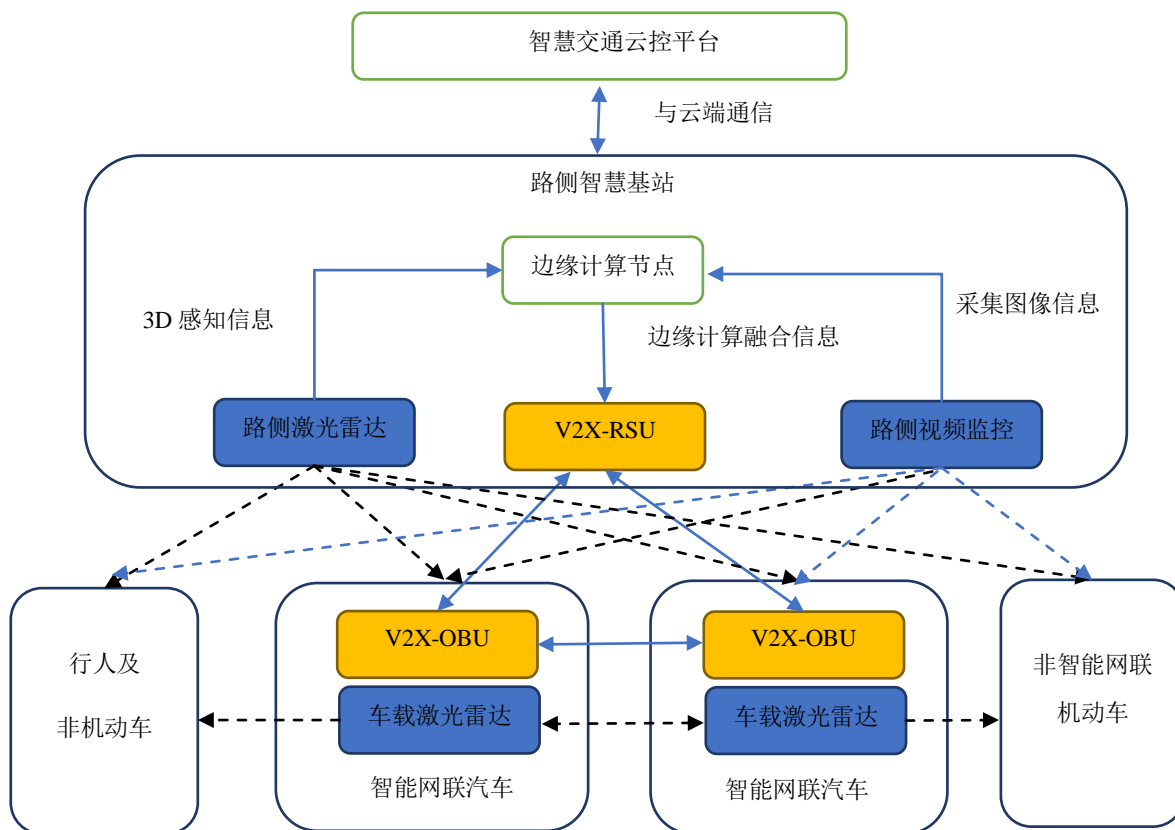 智慧交通云控平台
与云端通信
路侧智慧基站
边缘计算节点
3D 感知信息
采集图像信息
边缘计算融合信息
路侧激光雷达
V2X-RSU
路侧视频监控
行人及
非机动车
V2X-OBU
车载激光雷达
智能网联汽车
V2X-OBU
车载激光雷达
智能网联汽车
非智能网联
机动车